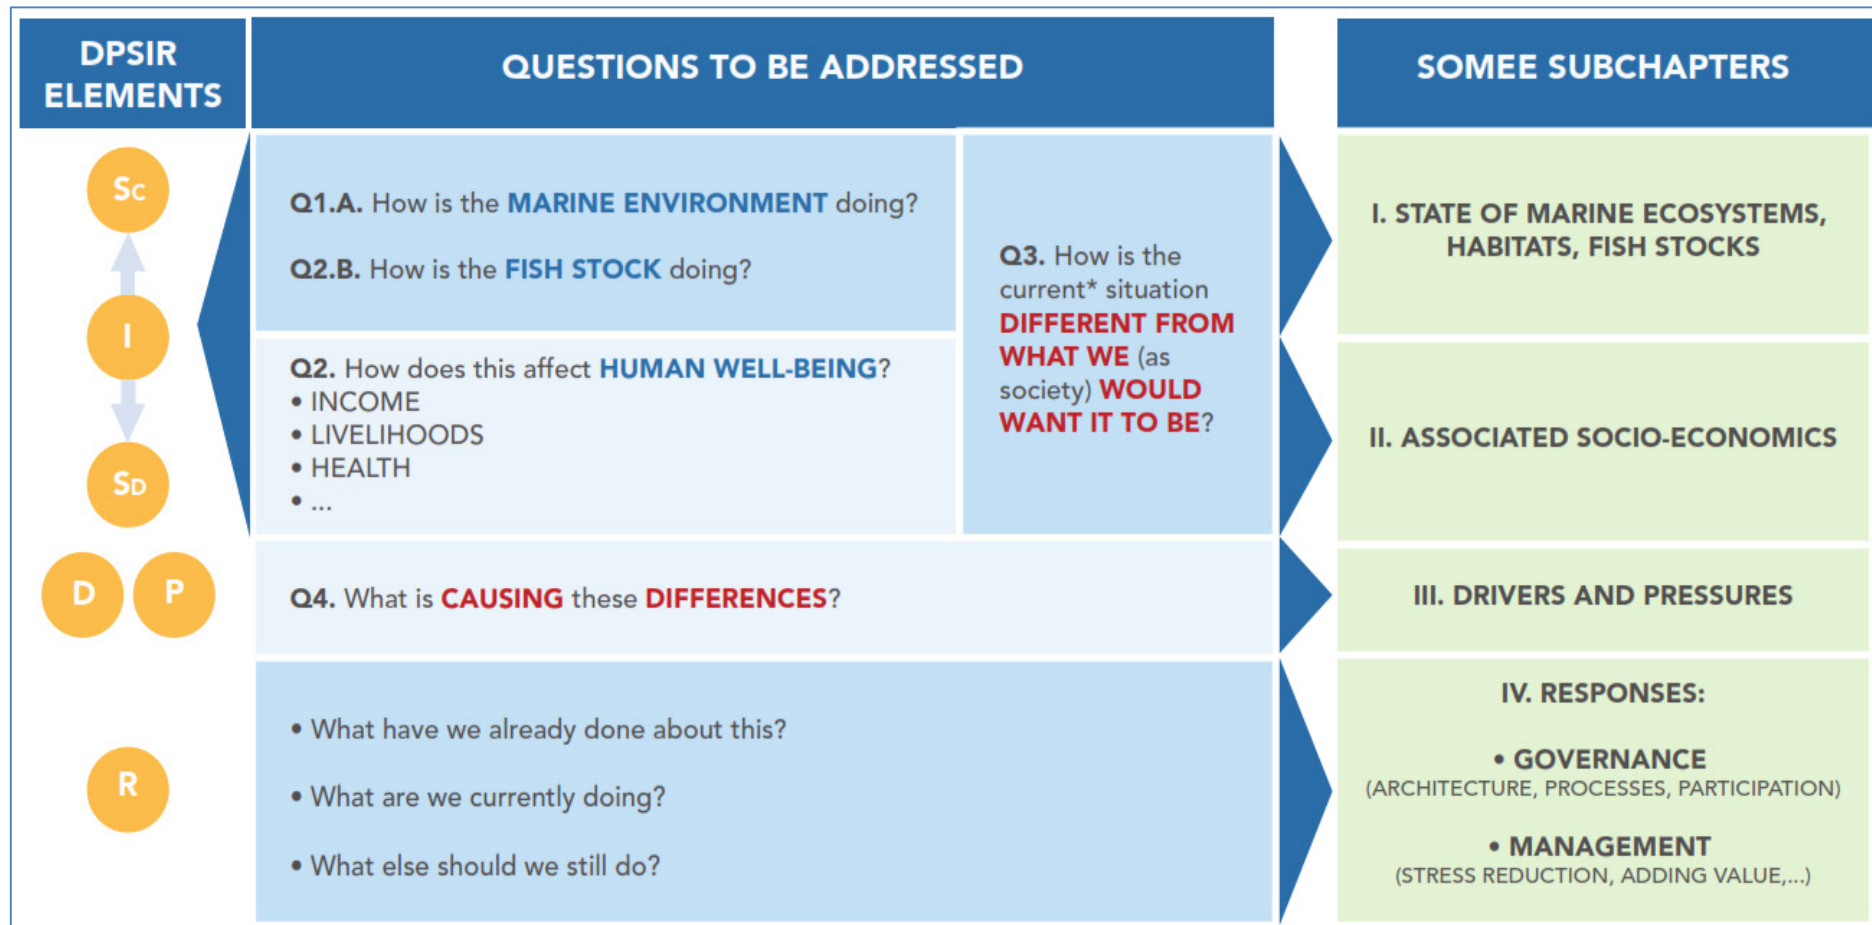 DPSIR
ELEMENTS
QUESTIONS TO BE ADDRESSED
SOMEE SUBCHAPTERS
Sc
I
SD
Q1.A. How is the MARINE ENVIRONMENT doing?
Q2.B. How is the FISH STOCK doing?
Q2. How does this affect HUMAN WELL-BEING?
• INCOME
• LIVELIHOODS
• HEALTH
• ...
Q3. How is the
current* situation
DIFFERENT FROM
WHAT WE (as
society) WOULD
WANT IT TO BE?
I. STATE OF MARINE ECOSYSTEMS,
HABITATS, FISH STOCKS
II. ASSOCIATED SOCIO-ECONOMICS
D P
Q4. What is CAUSING these DIFFERENCES?
III. DRIVERS AND PRESSURES
R
• What have we already done about this?
• What are we currently doing?
• What else should we still do?
IV. RESPONSES:
• GOVERNANCE
(ARCHITECTURE, PROCESSES, PARTICIPATION)
• MANAGEMENT
(STRESS REDUCTION, ADDING VALUE,...)